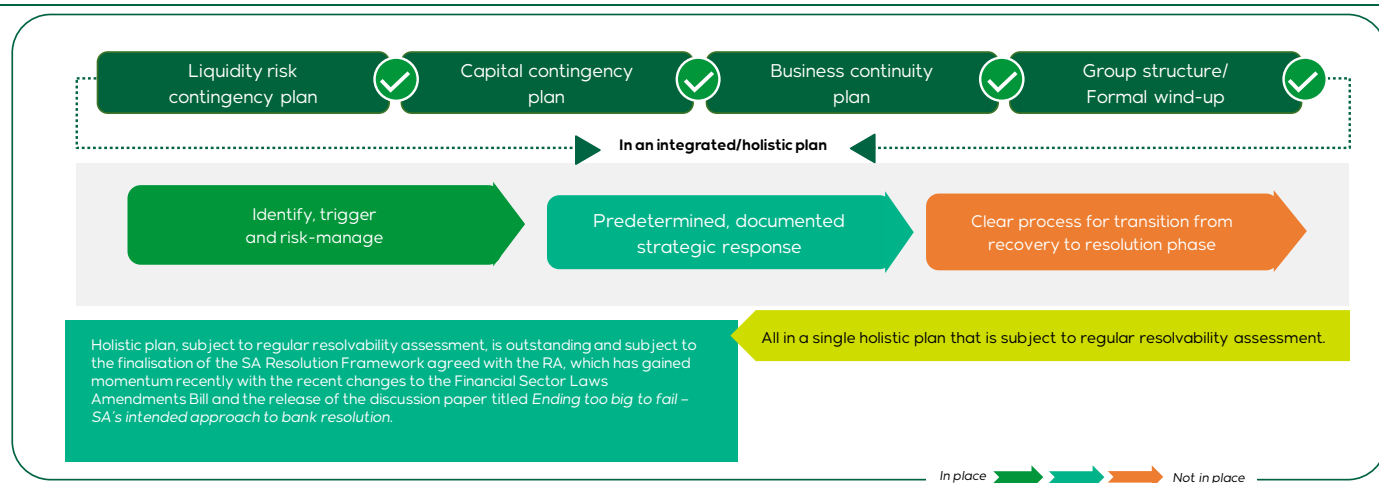 Liquidity risk
contingency plan
Capital contingency
plan
Business continuity
plan
Group structure/
Formal wind-up
In an integrated/holistic plan
Identify, trigger
and risk-manage
Predetermined, documented
strategic response
Clear process for transition from
recovery to resolution phase
Holistic plan, subject to regular resolvability assessment, is outstanding and subject to
the finalisation of the SA Resolution Framework agreed with the RA, which has gained
momentum recently with the recent changes to the Financial Sector Laws
Amendments Bill and the release of the discussion paper titled Ending too big to fail –
SA's intended approach to bank resolution.
All in a single holistic plan that is subject to regular resolvability assessment.
In place
Not in place